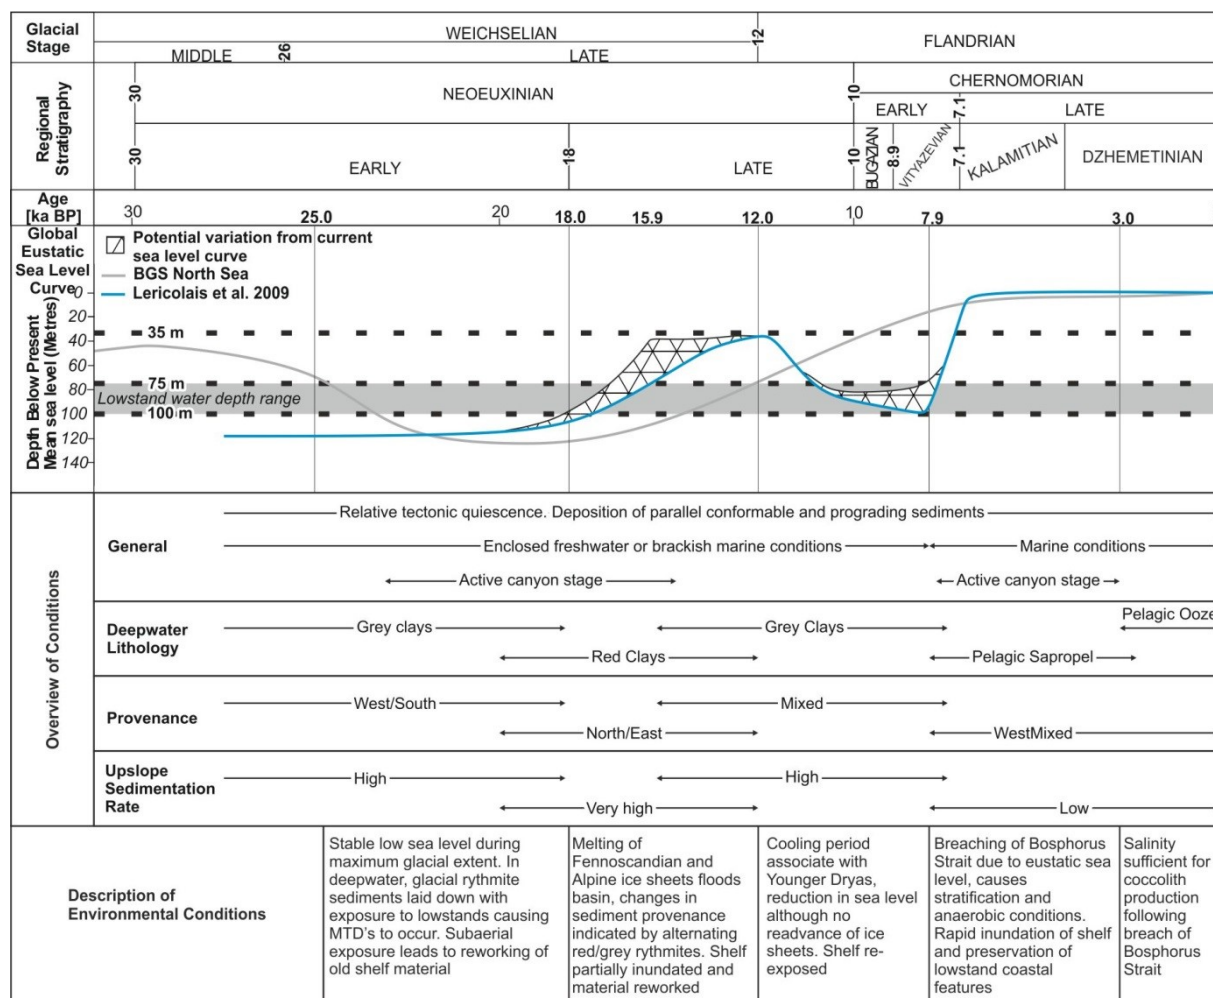 Glacial
Stage
WEICHSELIAN
MIDDLE
26
LATE
12
FLANDRIAN
Regional
Stratigraphy
30
NEOEUXINIAN
10
CHERNOMORIAN
EARLY
7.1
LATE
30
EARLY
18
LATE
10
BUGAZIAN
8.9
VITYAZEVIAN
7.1
KALAMITIAN
DZHEMETINIAN
Age
[ka BP]
30
25.0
20
18.0
15.9
12.0
10
7.9
3.0
Global
Eustatic
Sea Level
Curve
Potential variation from current
sea level curve
BGS North Sea
Lericolais et al. 2009
Depth Below Present
Mean sea level (Metres)
0
20
40
60
80
100
120
140
35 m
75 m
Lowstand water depth range
100 m
Overview of Conditions
General
Relative tectonic quiescence. Deposition of parallel conformable and prograding sediments
Enclosed freshwater or brackish marine conditions
Marine conditions
Active canyon stage
Active canyon stage
Deepwater
Lithology
Grey clays
Grey Clays
Pelagic Ooze
Red Clays
Pelagic Sapropel
Provenance
West/South
Mixed
North/East
WestMixed
Upslope
Sedimentation
Rate
High
High
Very high
Low
Description of
Environmental Conditions
Stable low sea level during
maximum glacial extent. In
deepwater, glacial rythmite
sediments laid down with
exposure to lowstands causing
MTD's to occur. Subaerial
exposure leads to reworking of
old shelf material
Melting of
Fennoscandian and
Alpine ice sheets floods
basin, changes in
sediment provenance
indicated by alternating
red/grey rythmites. Shelf
partially inundated and
material reworked
Cooling period
associate with
Younger Dryas,
reduction in sea level
although no
readvance of ice
sheets. Shelf re-
exposed
Breaching of Bosphorus
Strait due to eustatic sea
level, causes
stratification and
anaerobic conditions.
Rapid inundation of shelf
and preservation of
lowstand coastal
features
Salinity
sufficient for
coccolith
production
following
breach of
Bosphorus
Strait